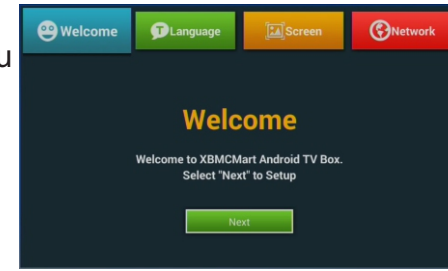 Welcome
Language
Screen
Network
u
Welcome
Welcome to XBMCMart Android TV Box.
Select "Next" to Setup
Next